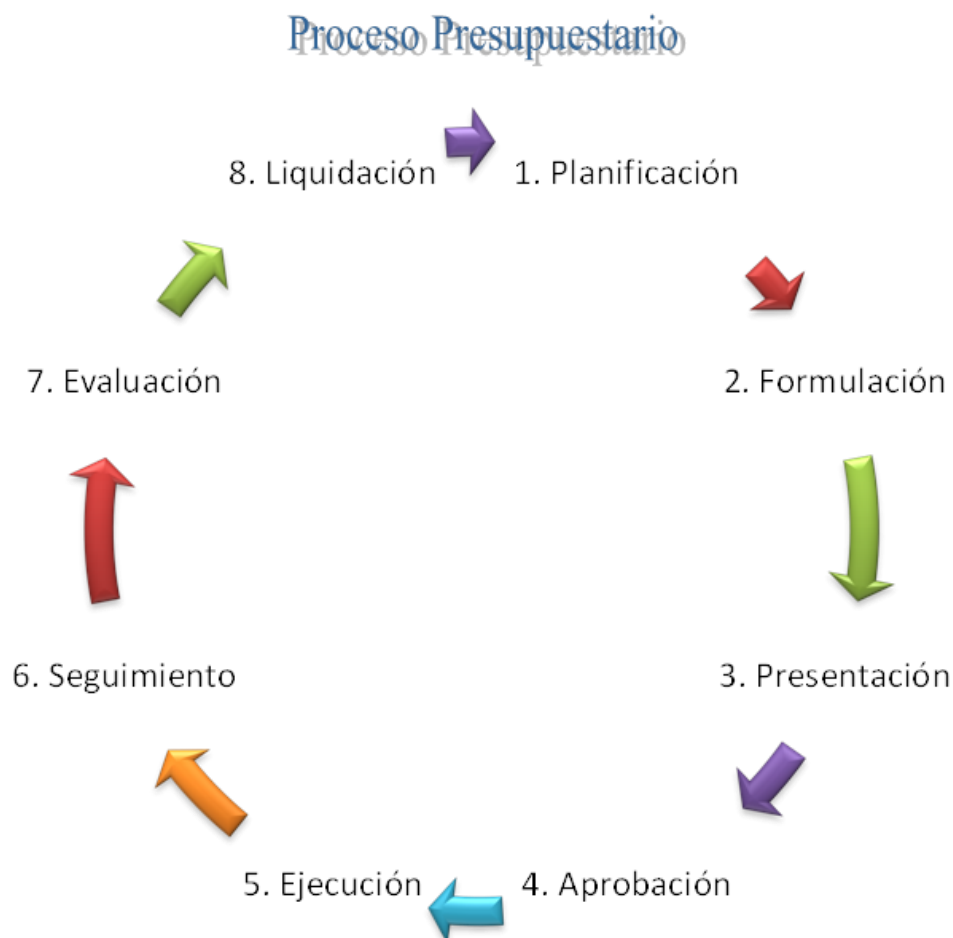 Proceso Presupuestario
1. Planificación
2. Formulación
3. Presentación
4. Aprobación
5. Ejecución
6. Seguimiento
7. Evaluación
8. Liquidación